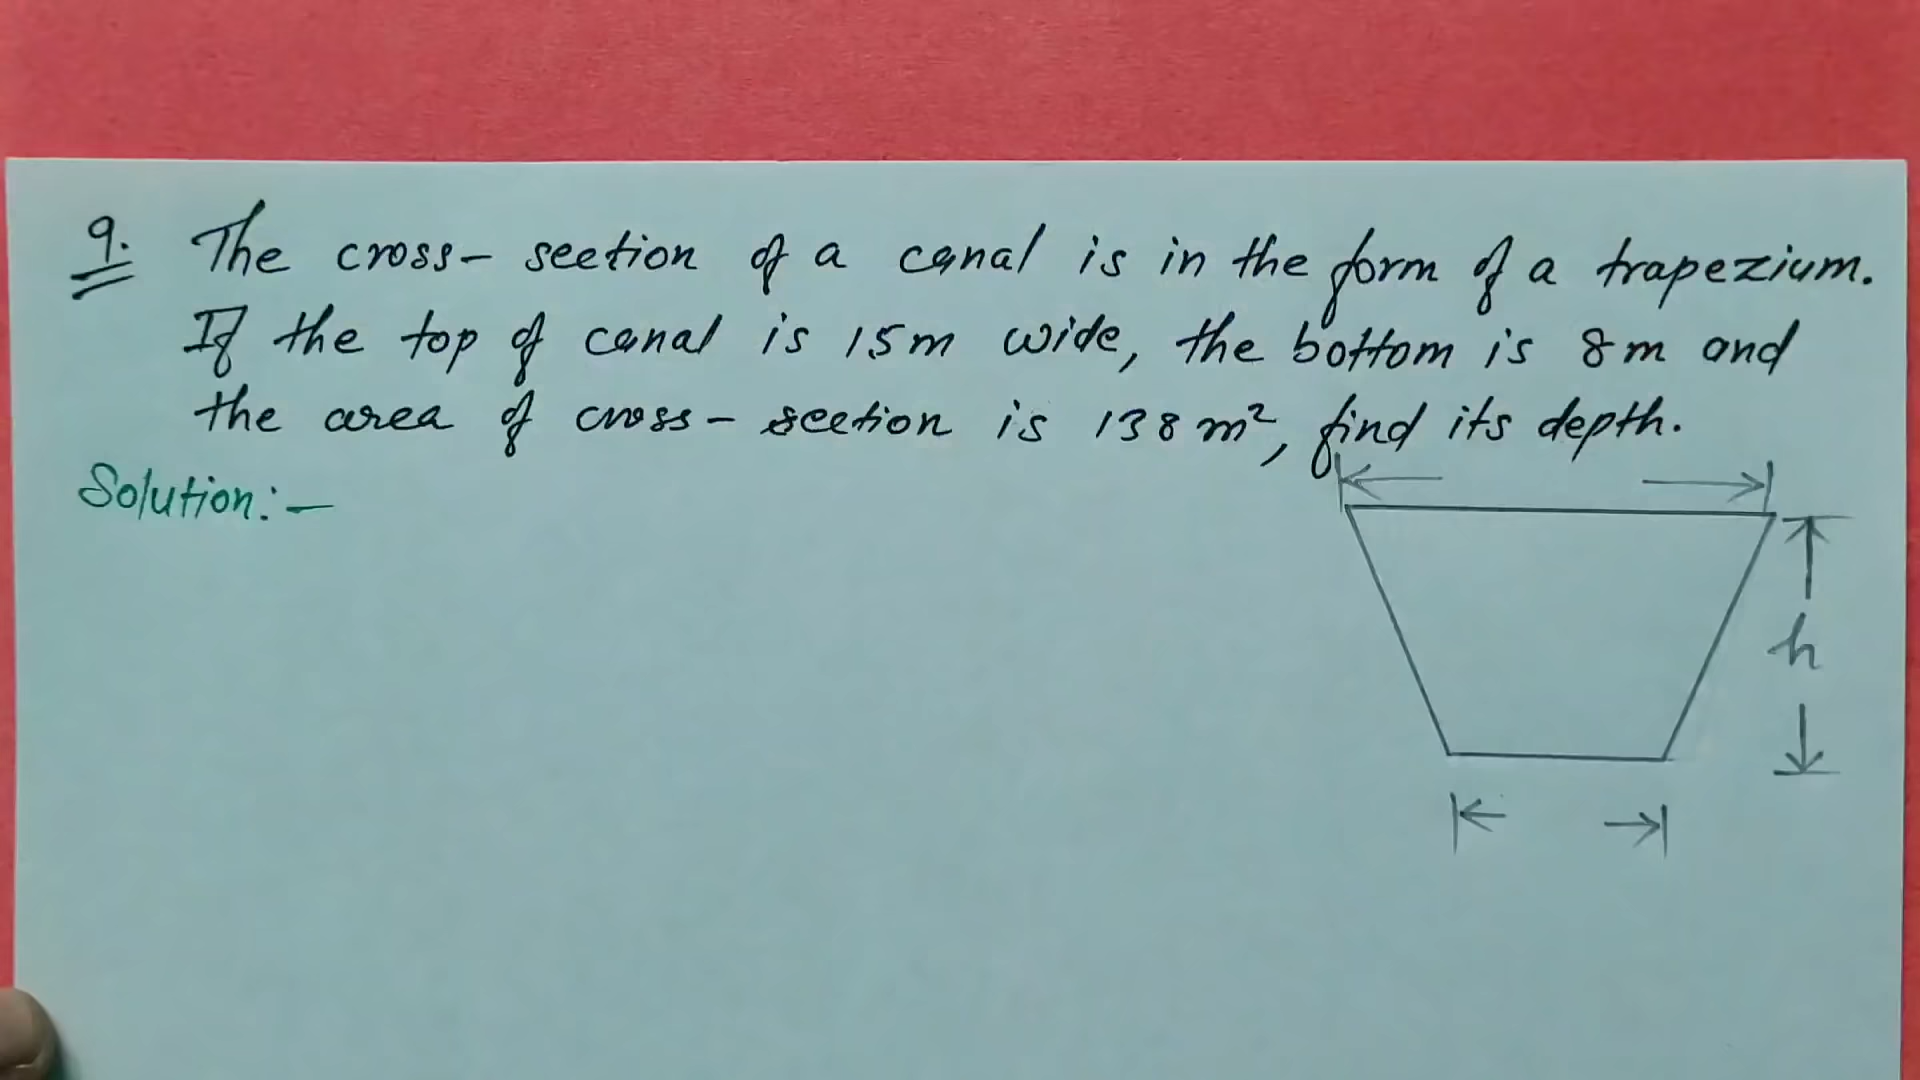 9. The cross-section of a canal is in the form of a trapezium.
If the top of canal is 15m wide, the bottom is 8m and
the area of cross-section is 138 m², find its depth.
Solution:-
h